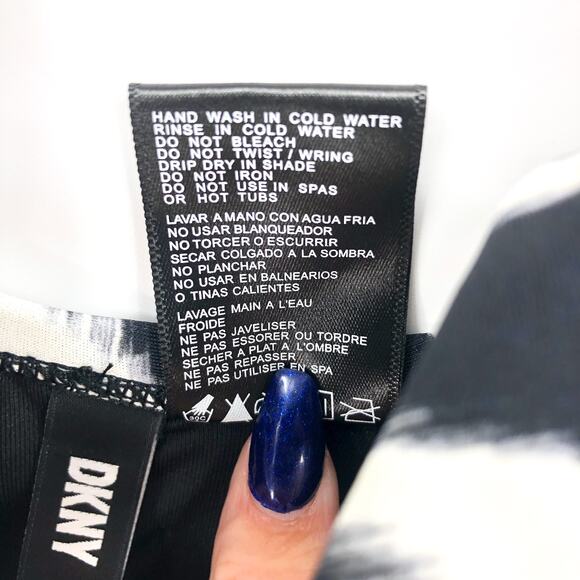 HAND WASH IN COLD WATER
RINSE IN COLD WATER
DO NOT BLEACH
DO NOT TWIST / WRING
DRIP DRY IN SHADE
DO NOT IRON
DO NOT USE IN SPAS
OR HOT TUBS
LAVAR A MANO CON AGUA FRIA
NO USAR BLANQUEADOR
NO TORCER O ESCURRIR
SECAR COLGADO A LA SOMBRA
NO PLANCHAR
NO USAR EN BALNEARIOS
O TINAS CALIENTES
LAVAGE MAIN A L'EAU
FROIDE
NE PAS JAVELISER
NE PAS ESSORER OU TORDRE
SECHER A PLAT A L'OMBRE
NE PAS REPASSER
NE PAS UTILISER EN SPA
30C
DKNY